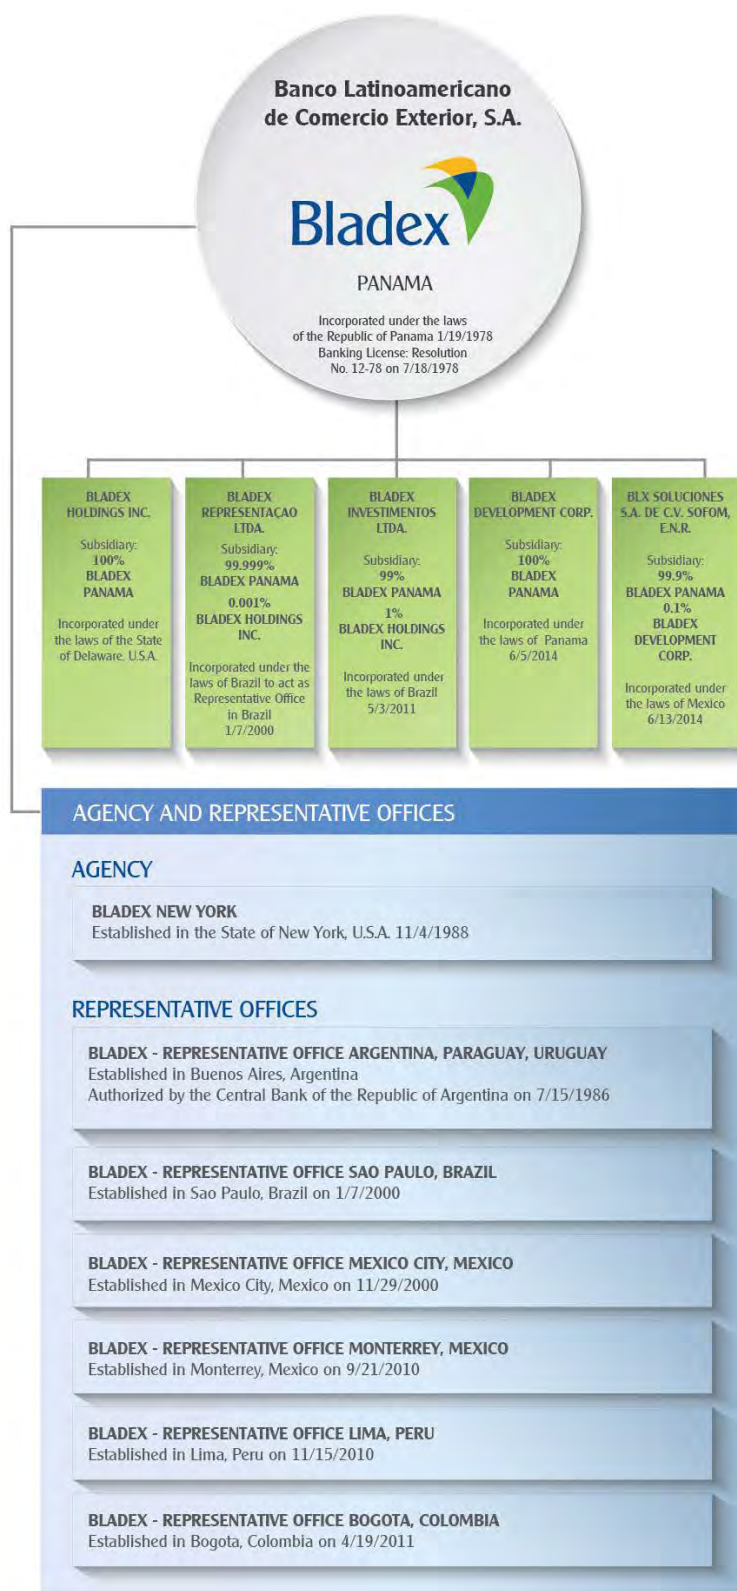 Banco Latinoamericano
de Comercio Exterior, S.A.
Bladex
PANAMA
Incorporated under the laws
of the Republic of Panama 1/19/1978
Banking License: Resolution
No. 12-78 on 7/18/1978
BLADEX
HOLDINGS INC.
Subsidiary:
100%
BLADEX
PANAMA
Incorporated under
the laws of the State
of Delaware, U.S.A.
BLADEX
REPRESENTAÇAO
LTDA.
Subsidiary:
99.999%
BLADEX PANAMA
0.001%
BLADEX HOLDINGS
INC.
Incorporated under the
laws of Brazil to act as
Representative Office
in Brazil
1/7/2000
BLADEX
INVESTIMENTOS
LTDA.
Subsidiary:
99%
BLADEX PANAMA
1%
BLADEX HOLDINGS
INC.
Incorporated under
the laws of Brazil
5/3/2011
BLADEX
DEVELOPMENT CORP.
Subsidiary:
100%
BLADEX
PANAMA
Incorporated under
the laws of Panama
6/5/2014
BLX SOLUCIONES
S.A. DE C.V. SOFOM,
E.N.R.
Subsidiary:
99.9%
BLADEX PANAMA
0.1%
BLADEX
DEVELOPMENT
CORP.
Incorporated under
the laws of Mexico
6/13/2014
AGENCY AND REPRESENTATIVE OFFICES
AGENCY
BLADEX NEW YORK
Established in the State of New York, U.S.A. 11/4/1988
REPRESENTATIVE OFFICES
BLADEX - REPRESENTATIVE OFFICE ARGENTINA, PARAGUAY, URUGUAY
Established in Buenos Aires, Argentina
Authorized by the Central Bank of the Republic of Argentina on 7/15/1986
BLADEX - REPRESENTATIVE OFFICE SAO PAULO, BRAZIL
Established in Sao Paulo, Brazil on 1/7/2000
BLADEX - REPRESENTATIVE OFFICE MEXICO CITY, MEXICO
Established in Mexico City, Mexico on 11/29/2000
BLADEX - REPRESENTATIVE OFFICE MONTERREY, MEXICO
Established in Monterrey, Mexico on 9/21/2010
BLADEX - REPRESENTATIVE OFFICE LIMA, PERU
Established in Lima, Peru on 11/15/2010
BLADEX - REPRESENTATIVE OFFICE BOGOTA, COLOMBIA
Established in Bogota, Colombia on 4/19/2011